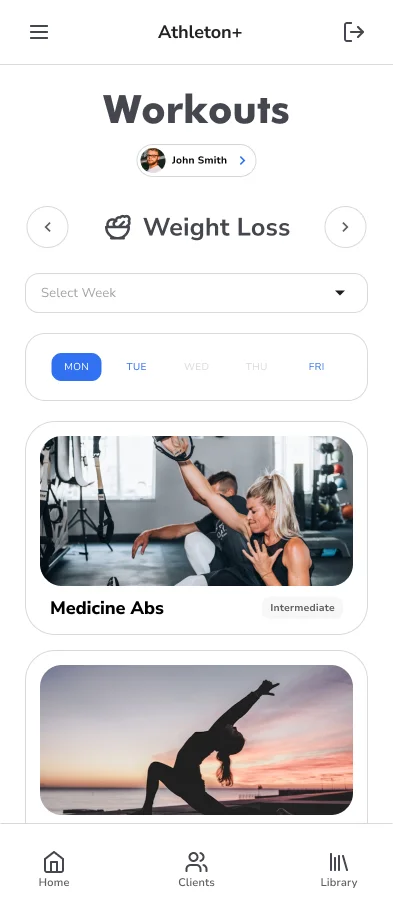 Athleton+
Workouts
John Smith
Weight Loss
Select Week
MON TUE WED THU FRI
Medicine Abs
Intermediate
Home Clients Library